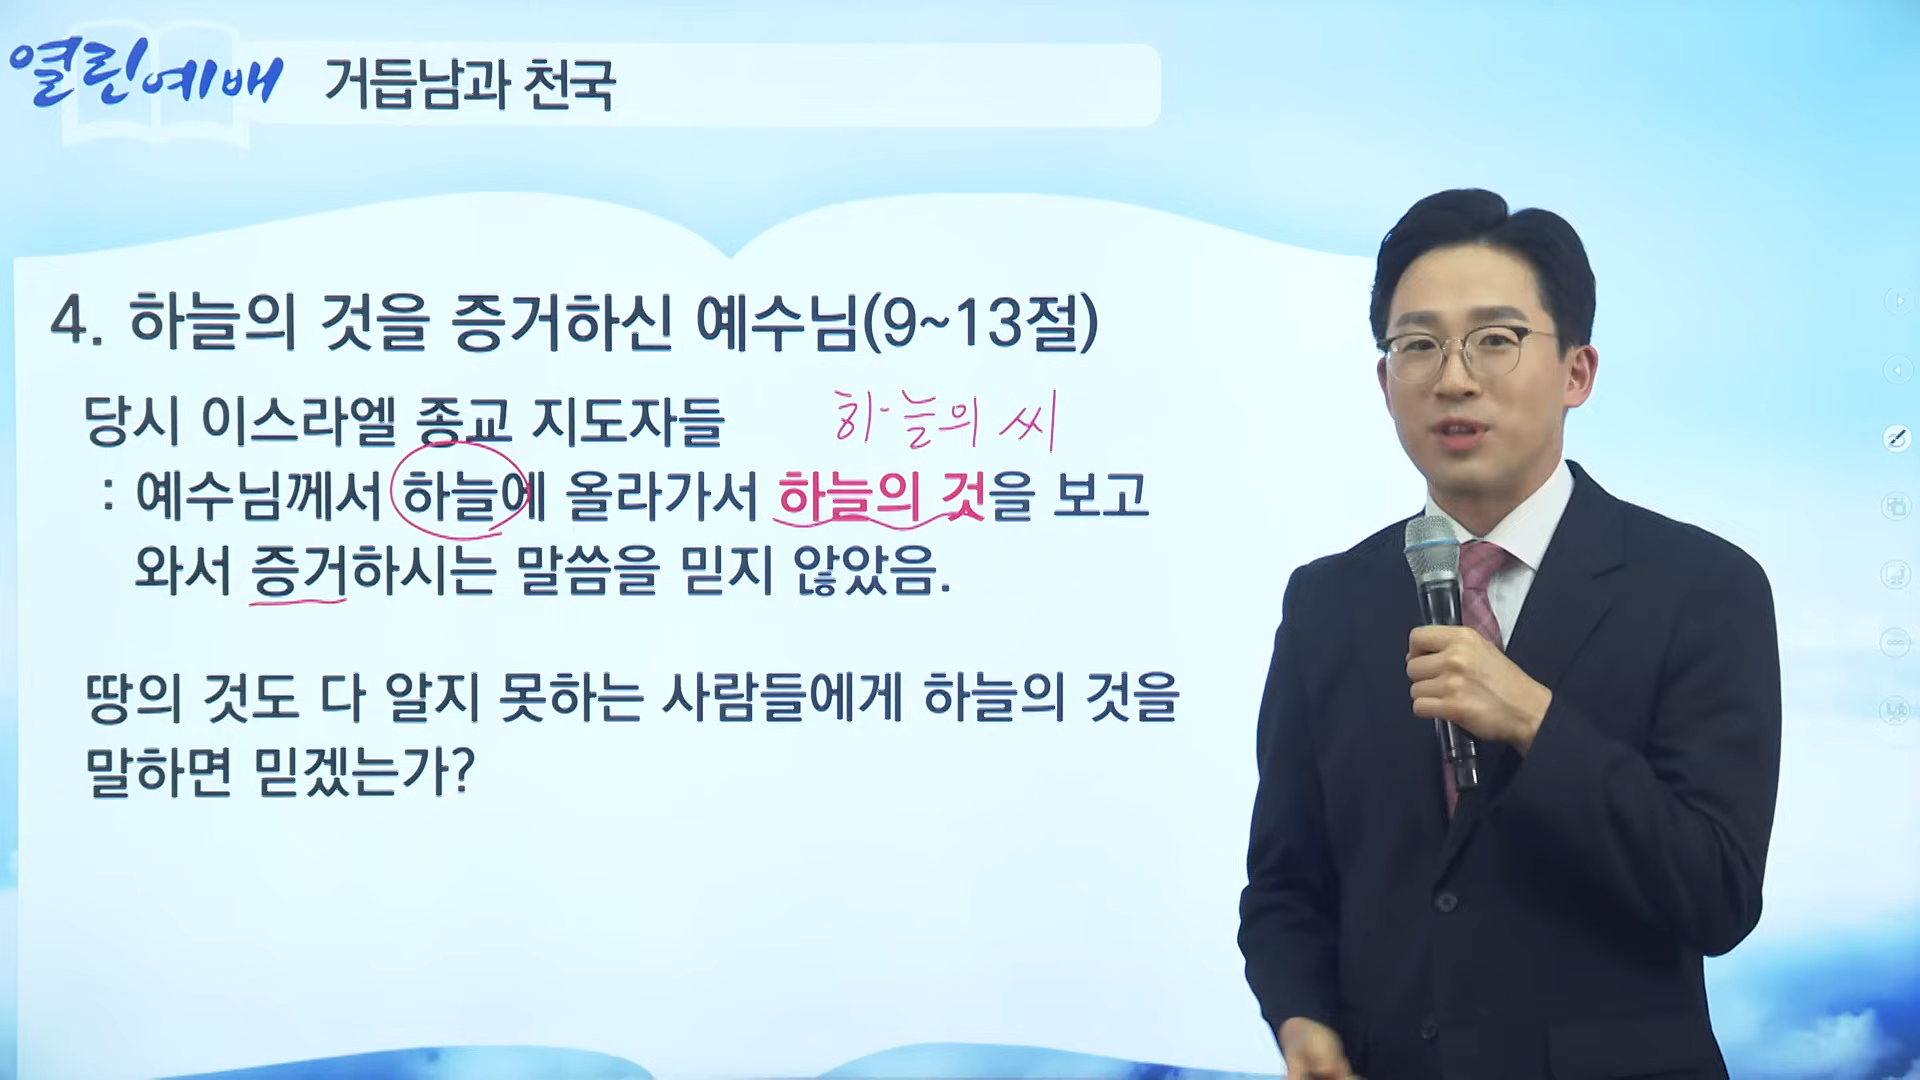 열린예배 거듭남과 천국
4. 하늘의 것을 증거하신 예수님(9~13절)
당시 이스라엘 종교 지도자들 하늘의 씨
: 예수님께서 하늘에 올라가서 하늘의 것을 보고
와서 증거하시는 말씀을 믿지 않았음.
땅의 것도 다 알지 못하는 사람들에게 하늘의 것을
말하면 믿겠는가?